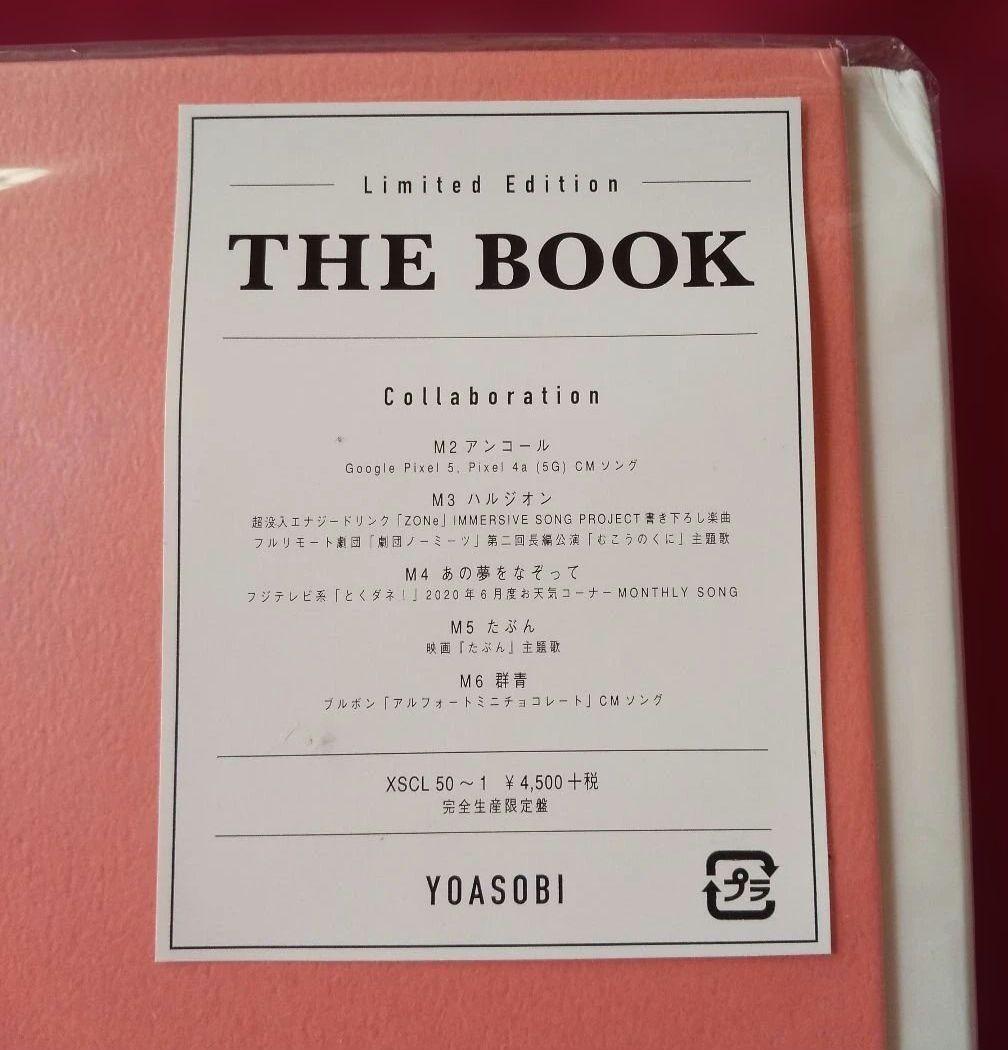 Limited Edition
THE BOOK
Collaboration
M2 アンコール
Google Pixel 5, Pixel 4a (5G) CMソング
M3 ハルジオン
超没入エナジードリンク「ZONe」IMMERSIVE SONG PROJECT書き下ろし楽曲
フルリモート劇団「劇団ノーミーツ」第二回長編公演「むこうのくに」主題歌
M4 あの夢をなぞって
フジテレビ系「とくダネ!」2020年6月度お天気コーナーMONTHLY SONG
M5 たぶん
映画『たぶん』主題歌
M6 群青
ブルボン「アルフォートミニチョコレート」CMソング
XSCL 50～1 ¥4,500+税
完全生産限定盤
YOASOBI
プラ